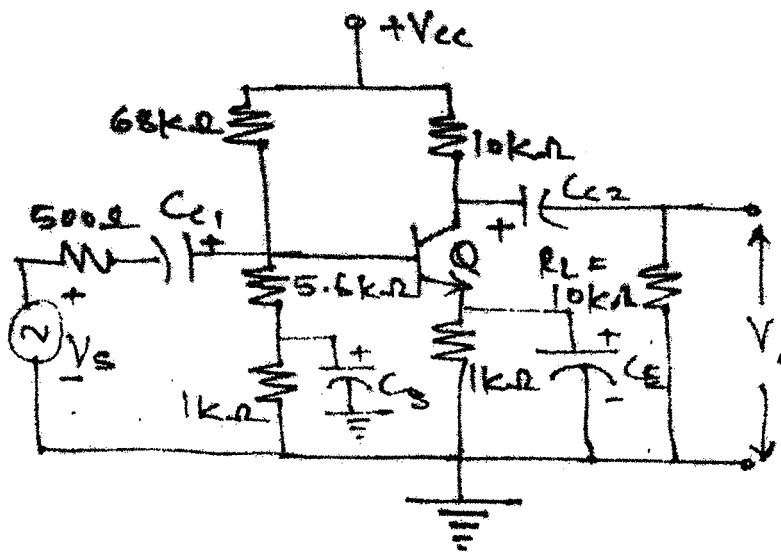 +Vcc
68kΩ
10kΩ
500Ω
Cc1
+
+
Cc2
Q
5.6kΩ
RL =
10kΩ
+
Vs
-
+
CB
1kΩ
1kΩ
+
CE
-